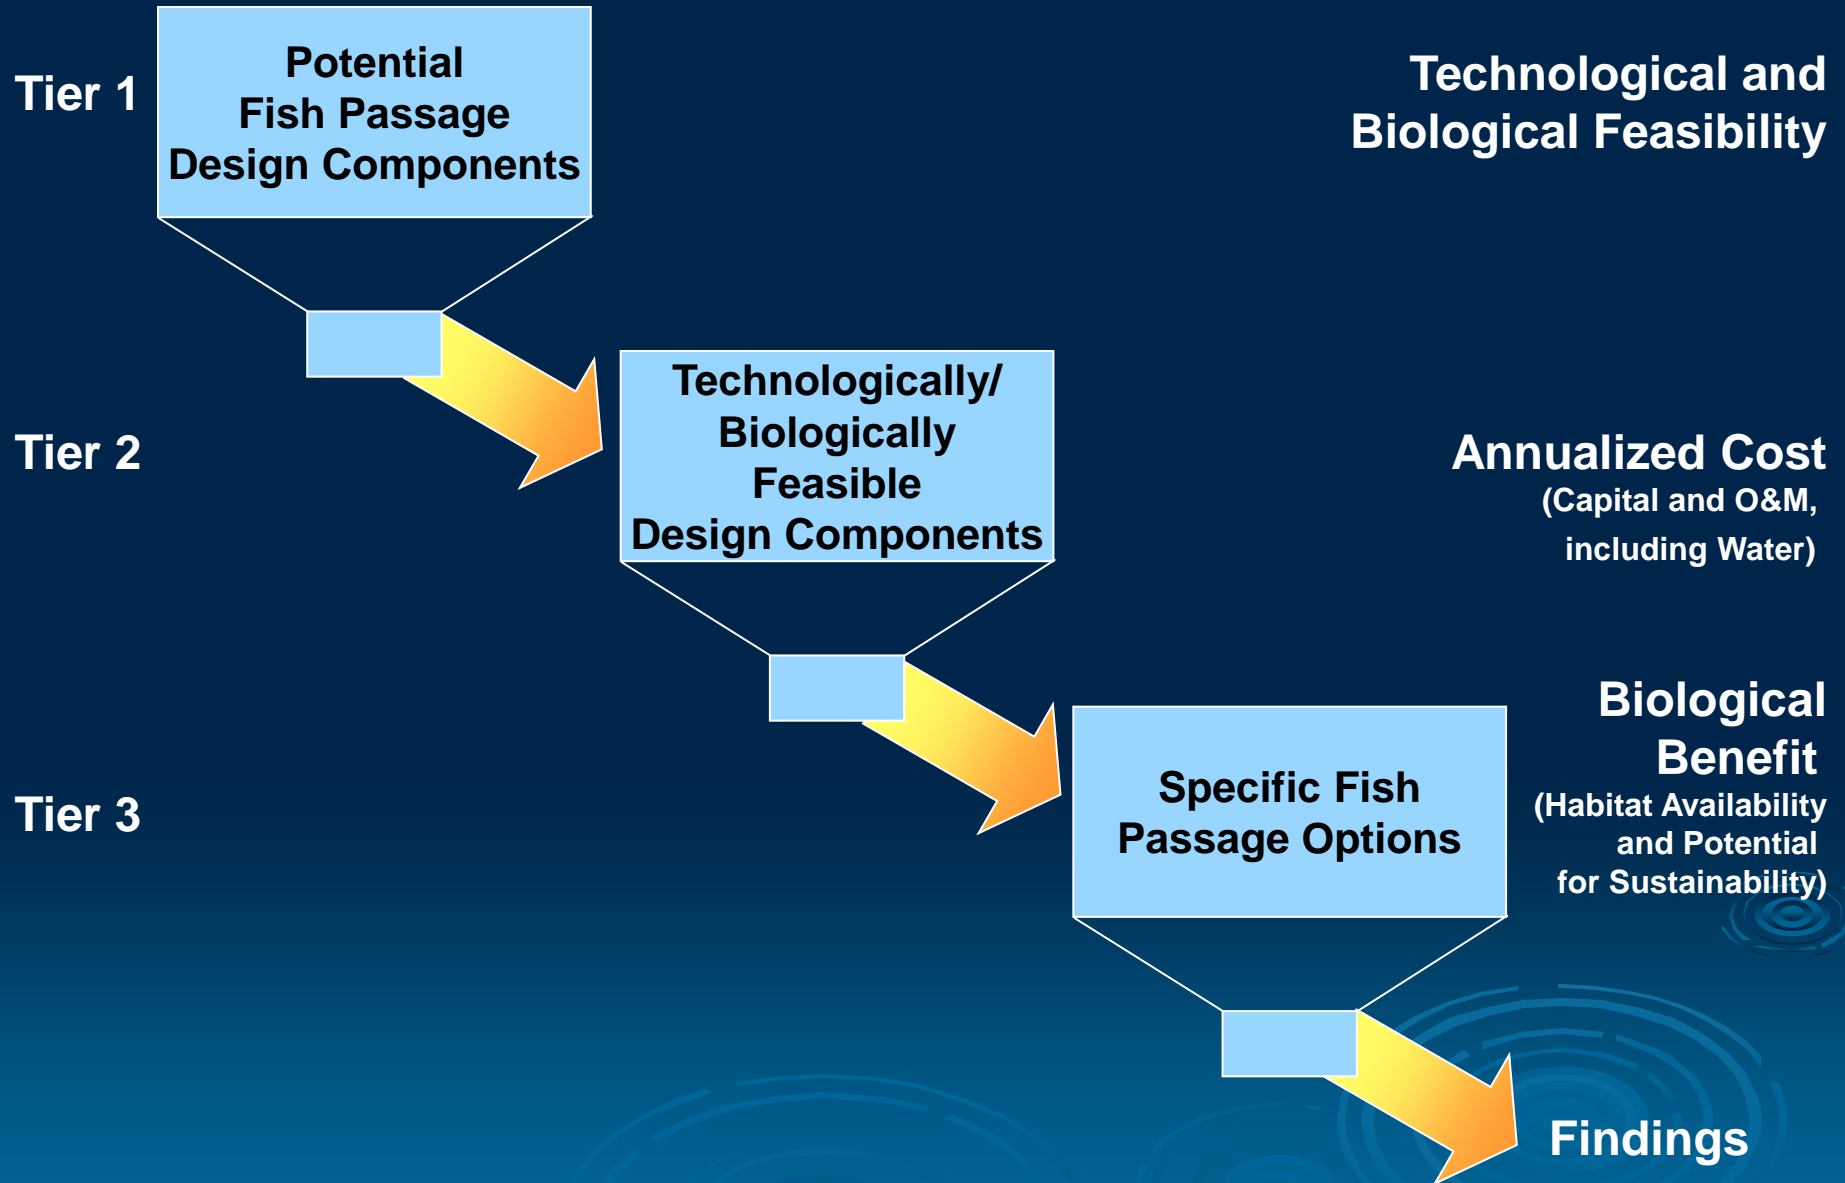 Tier 1
Potential
Fish Passage
Design Components
Technological and
Biological Feasibility
Tier 2
Technologically/
Biologically
Feasible
Design Components
Annualized Cost
(Capital and O&M,
including Water)
Tier 3
Specific Fish
Passage Options
Biological
Benefit
(Habitat Availability
and Potential
for Sustainability)
Findings